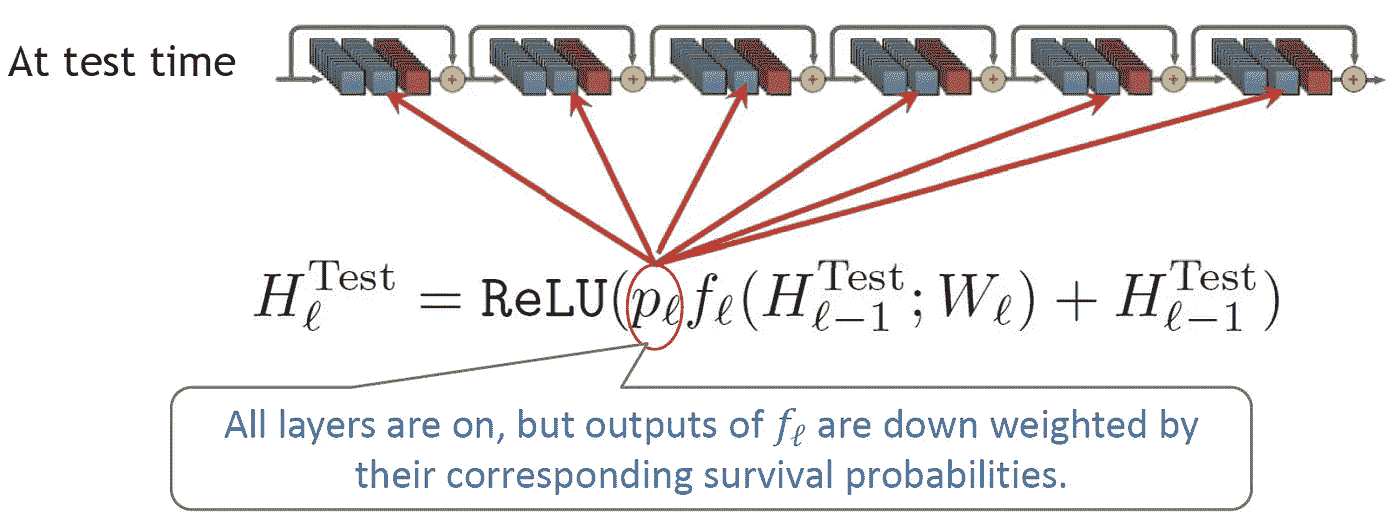 At test time
$H_{\ell}^{\text{Test}} = \texttt{ReLU}(p_{\ell} f_{\ell}(H_{\ell-1}^{\text{Test}}; W_{\ell}) + H_{\ell-1}^{\text{Test}})$
All layers are on, but outputs of $f_{\ell}$ are down weighted by
their corresponding survival probabilities.